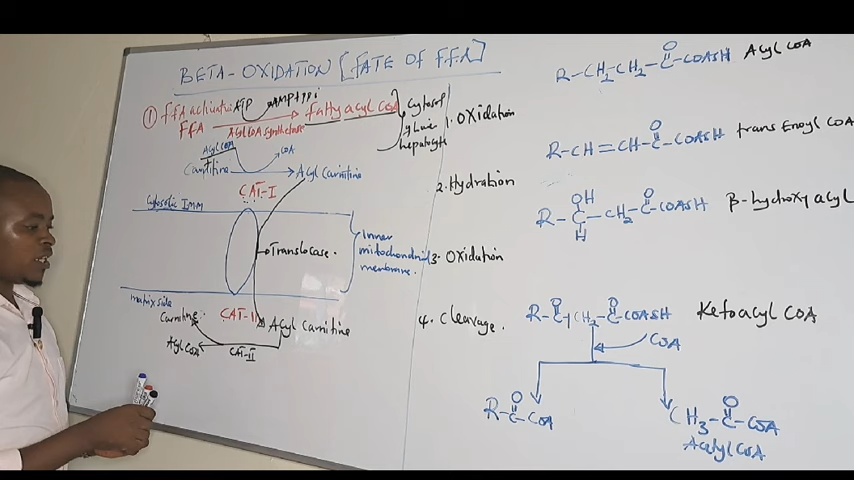 BETA-OXIDATION [FATE OF F.F.A]
① FFA activation ATP AMP+PPi
FFA Acyl COA synthetase fatty acyl COA
Cytosol
of liver
hepatocyte
Acyl COA COA
Carnitine Acyl Carnitine
CAT-I
Cytosolic Imm
Translocase.
Inner
mitochondrial
membrane.
matrix side
Carnitine CAT-II Acyl Carnitine
Acyl COA CAT-II
R-CH2-CH2-C-COASH Acyl COA
O
1. Oxidation
R-CH=CH-C-COASH trans Enoyl COA
O
2. Hydration
OH O
R-C-CH2-C-COASH β-hydroxyacyl
H
3. Oxidation
O O
R-C-CH2-C-COASH Ketoacyl COA
4. Cleavage.
COA
O O
R-C-COA CH3-C-COA
Acetyl COA